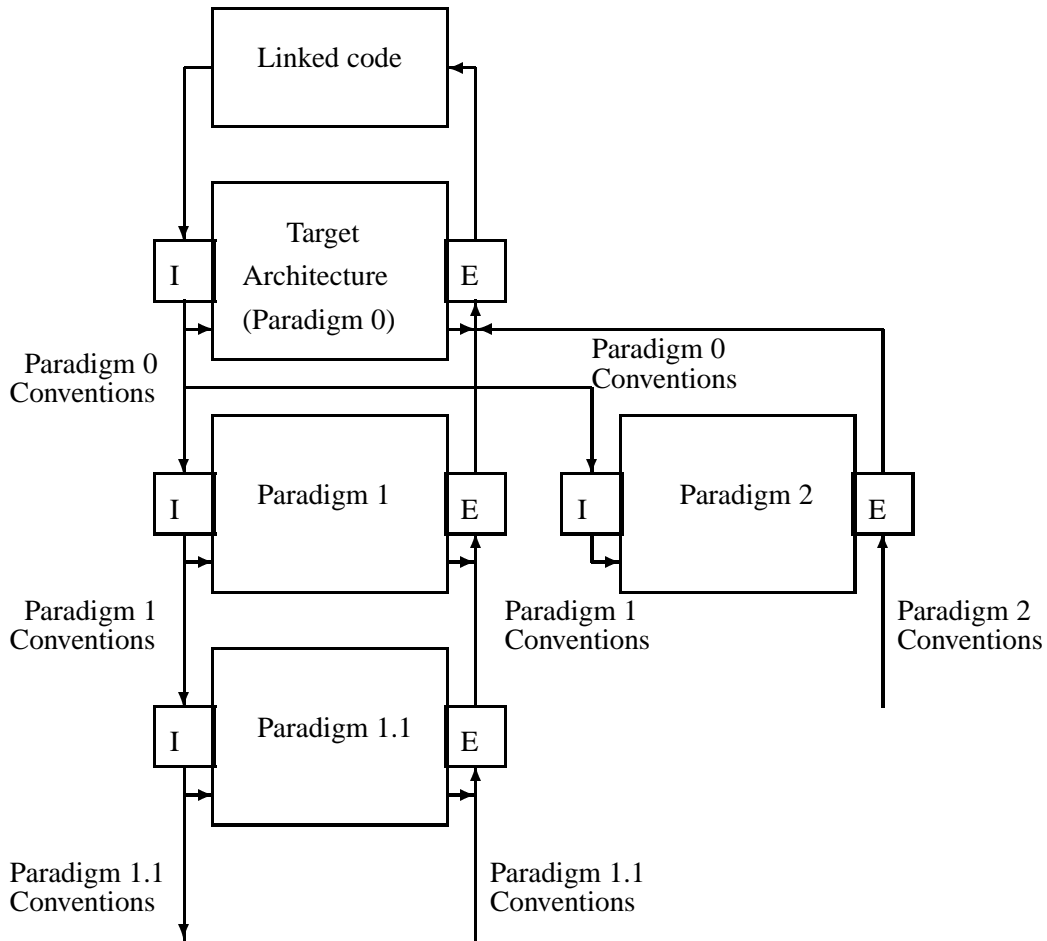 Linked code
Target
Architecture
(Paradigm 0)
I
E
Paradigm 0
Conventions
Paradigm 0
Conventions
Paradigm 1
I
E
Paradigm 2
I
E
Paradigm 1
Conventions
Paradigm 1
Conventions
Paradigm 2
Conventions
Paradigm 1.1
I
E
Paradigm 1.1
Conventions
Paradigm 1.1
Conventions